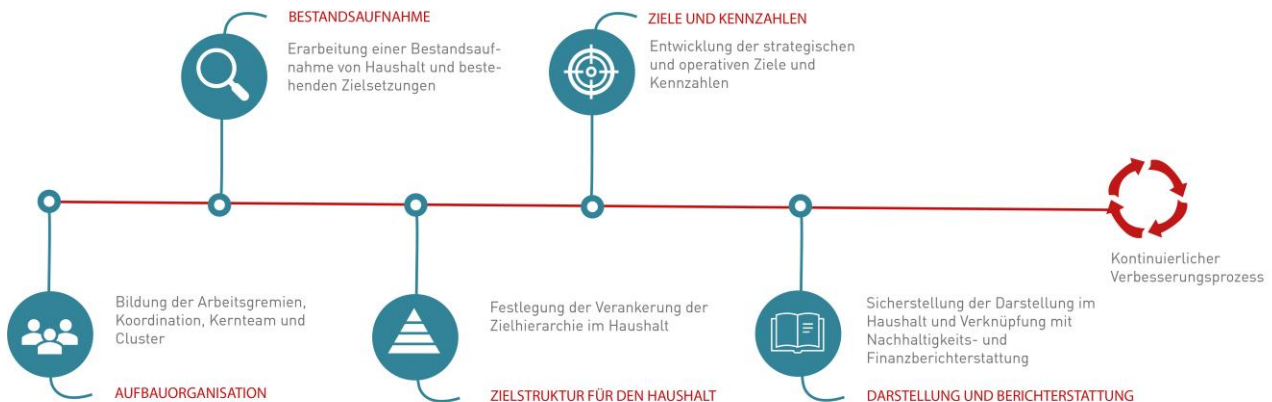 BESTANDSAUFNAHME
Erarbeitung einer Bestandsauf-
nahme von Haushalt und beste-
henden Zielsetzungen
ZIELE UND KENNZAHLEN
Entwicklung der strategischen
und operativen Ziele und
Kennzahlen
Kontinuierlicher
Verbesserungsprozess
Bildung der Arbeitsgremien,
Koordination, Kernteam und
Cluster
AUFBAUORGANISATION
Festlegung der Verankerung der
Zielhierarchie im Haushalt
ZIELSTRUKTUR FÜR DEN HAUSHALT
Sicherstellung der Darstellung im
Haushalt und Verknüpfung mit
Nachhaltigkeits- und
Finanzberichterstattung
DARSTELLUNG UND BERICHTERSTATTUNG